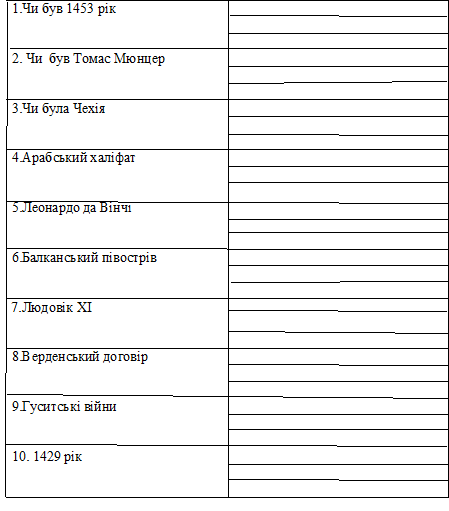 1.Чи був 1453 рік
2. Чи був Томас Мюнцер
3.Чи була Чехія
4.Арабський халіфат
5.Леонардо да Вінчі
6.Балканський півострів
7.Людовік XI
8.Верденський договір
9.Гуситські війни
10. 1429 рік